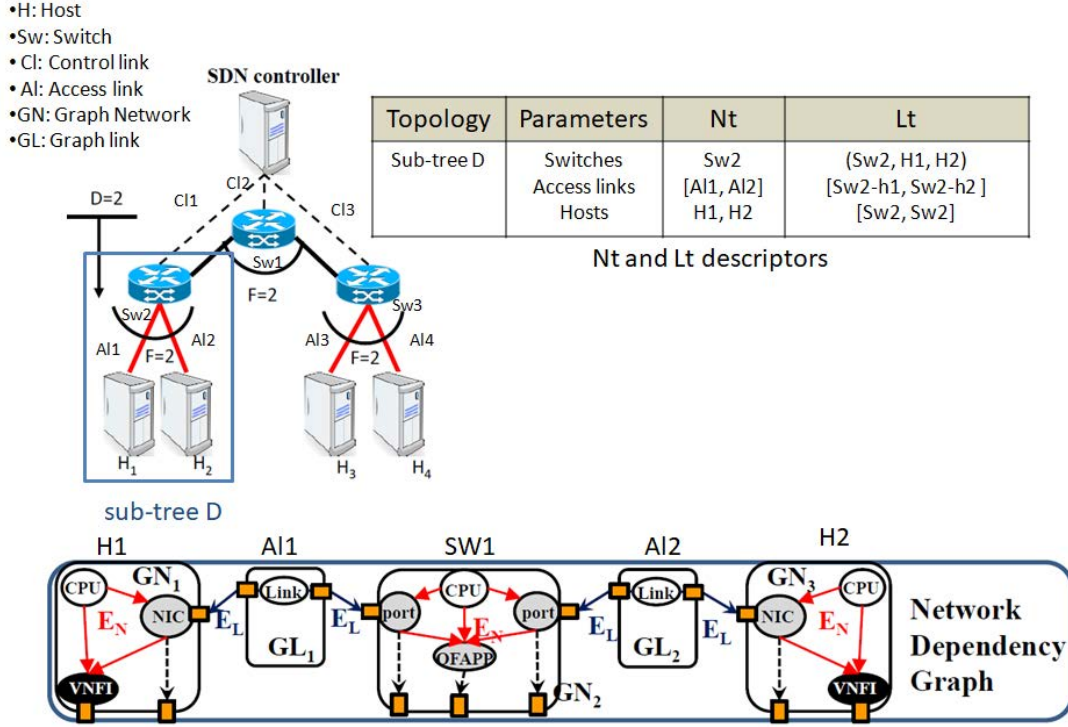 •H: Host
•Sw: Switch
• Cl: Control link
• Al: Access link
•GN: Graph Network
•GL: Graph link
SDN controller
Topology Parameters Nt Lt
Sub-tree D Switches Sw2 (Sw2, H1, H2)
Access links [Al1, Al2] [Sw2-h1, Sw2-h2 ]
Hosts H1, H2 [Sw2, Sw2]
Nt and Lt descriptors
D=2
Cl1
Cl2
Cl3
Sw1
F=2
Sw2
Sw3
Al1
Al2
F=2
Al3
Al4
F=2
H1
H2
H3
H4
sub-tree D
H1 Al1 SW1 Al2 H2
CPU
GN1
NIC
EN
VNFI
EL
Link
GL1
EL
port
CPU
port
EN
OFAPP
GN2
EL
Link
GL2
EL
GN3
CPU
NIC
EN
VNFI
Network
Dependency
Graph